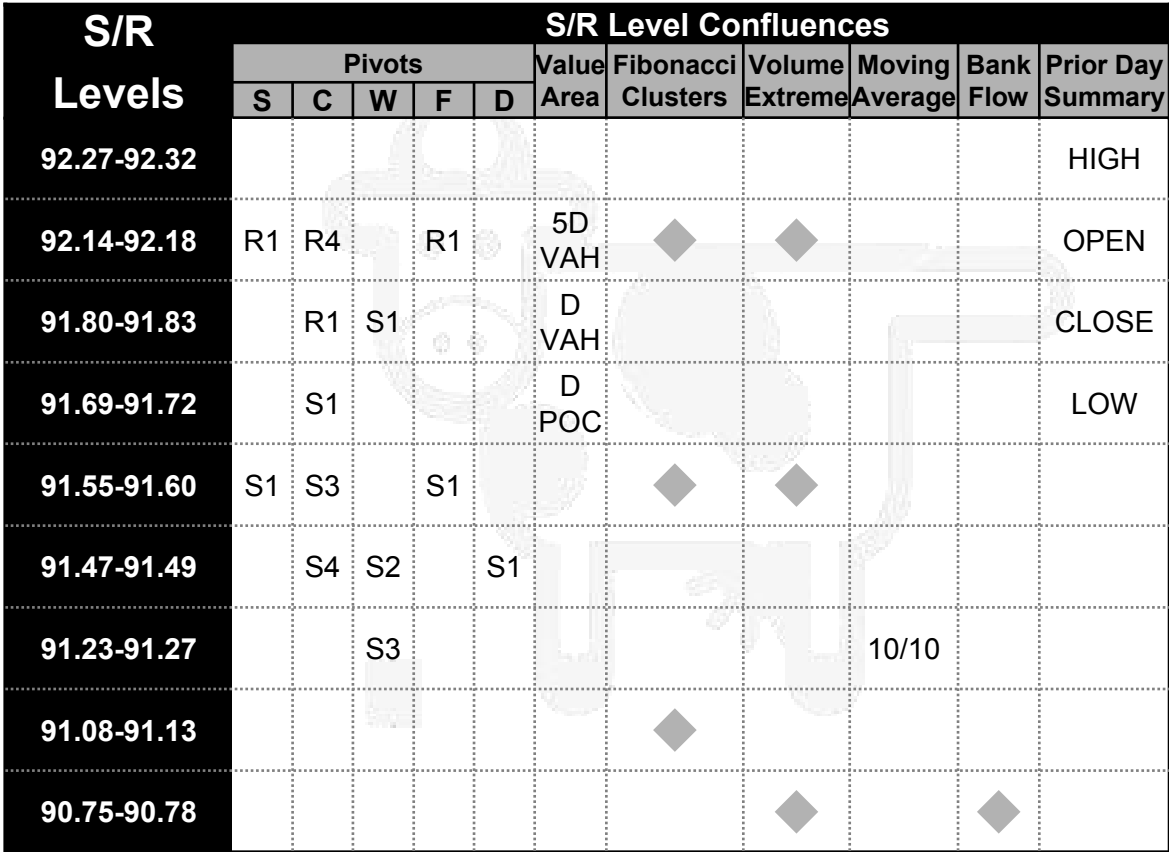 S/R Levels
S/R Level Confluences
Pivots Value Area Fibonacci Clusters Volume Extreme Moving Average Bank Flow Prior Day Summary
S C W F D
92.27-92.32 HIGH
92.14-92.18 R1 R4 R1 5D VAH OPEN
91.80-91.83 R1 S1 D VAH CLOSE
91.69-91.72 S1 D POC LOW
91.55-91.60 S1 S3 S1
91.47-91.49 S4 S2 S1
91.23-91.27 S3 10/10
91.08-91.13
90.75-90.78